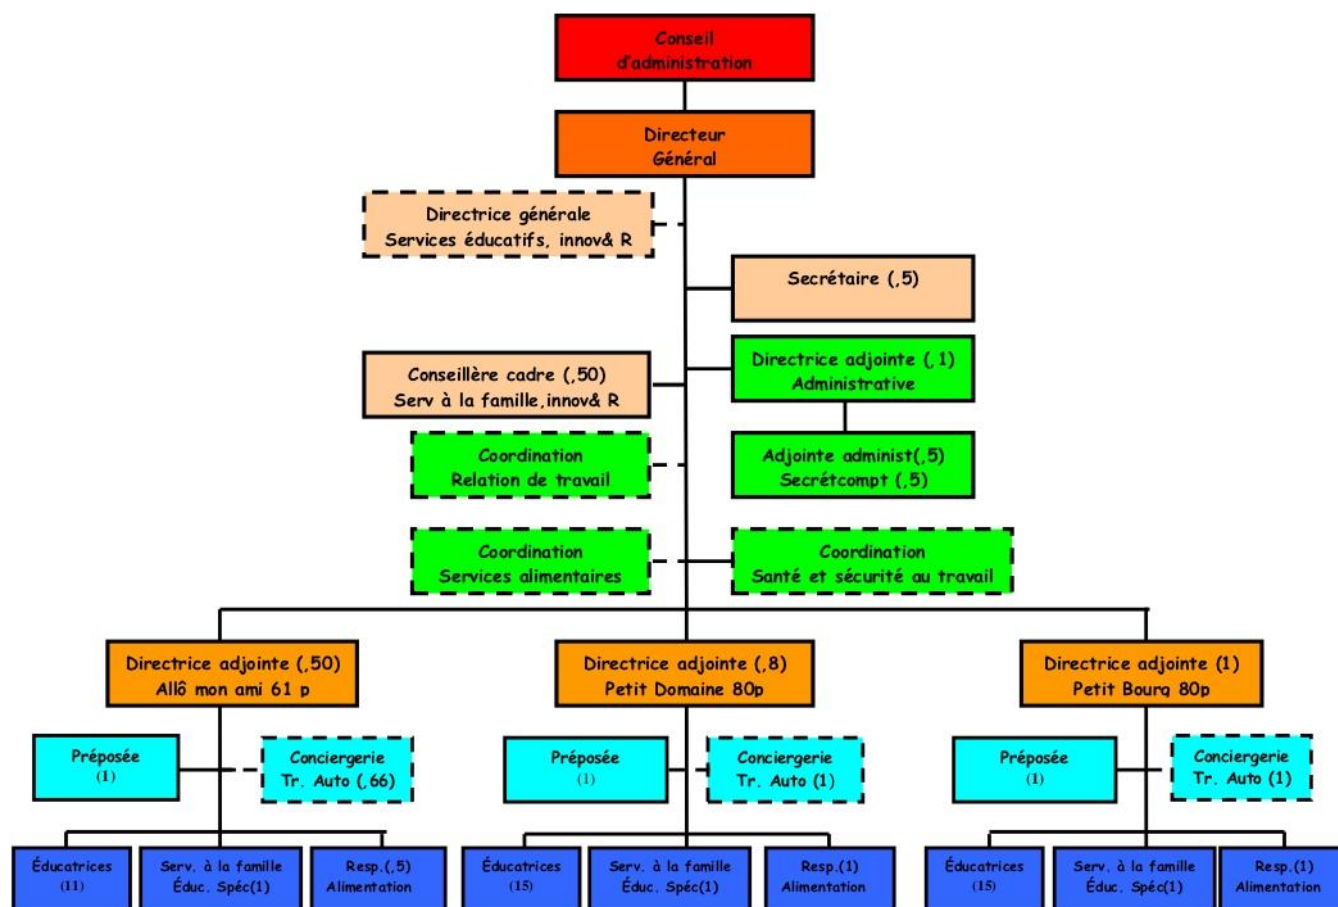 Conseil
d'administration
Directeur
Général
Directrice générale
Services éducatifs, innov& R
Secrétaire (,5)
Directrice adjointe (,1)
Administrative
Conseillère cadre (,50)
Serv à la famille,innov& R
Coordination
Relation de travail
Adjointe administ(,5)
Secrétcompt (,5)
Coordination
Services alimentaires
Coordination
Santé et sécurité au travail
Directrice adjointe (,50)
Allô mon ami 61 p
Directrice adjointe (,8)
Petit Domaine 80p
Directrice adjointe (1)
Petit Bourg 80p
Préposée
(1)
Conciergerie
Tr. Auto (,66)
Préposée
(1)
Conciergerie
Tr. Auto (1)
Préposée
(1)
Conciergerie
Tr. Auto (1)
Éducatrices
(11)
Serv. à la famille
Éduc. Spéc(1)
Resp.(,5)
Alimentation
Éducatrices
(15)
Serv. à la famille
Éduc. Spéc(1)
Resp.(1)
Alimentation
Éducatrices
(15)
Serv. à la famille
Éduc. Spéc(1)
Resp.(1)
Alimentation